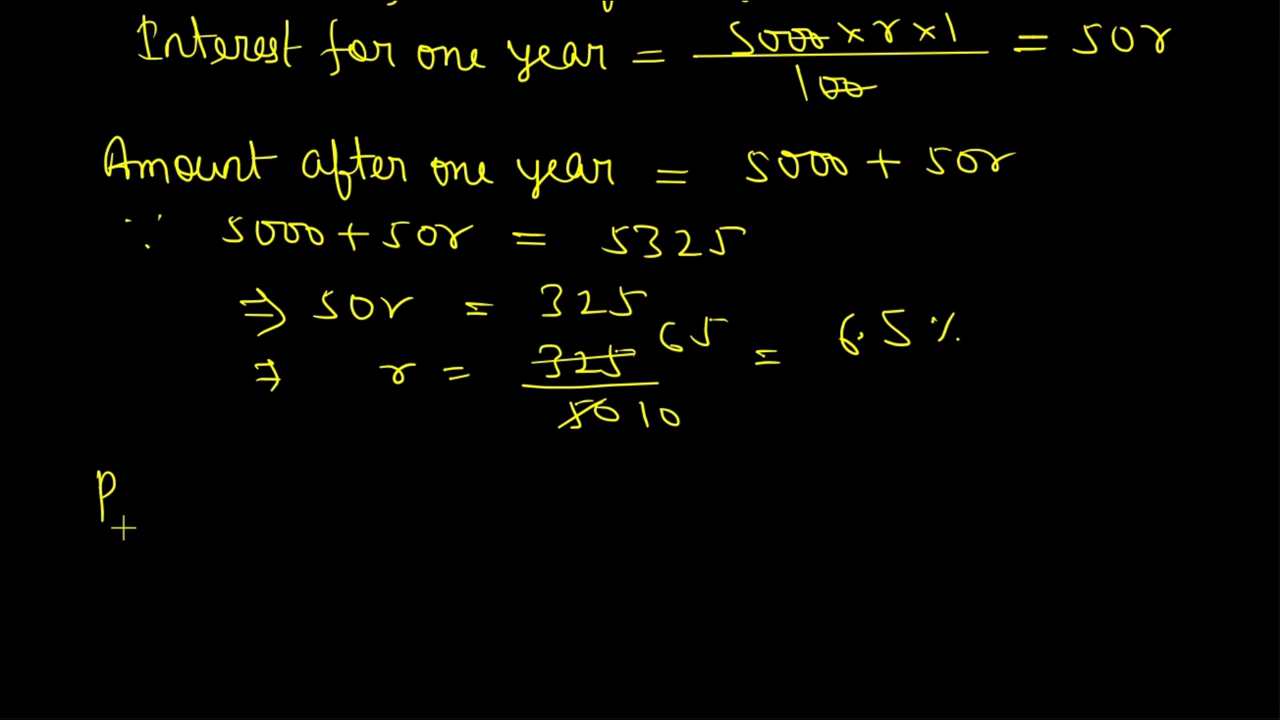 Interest for one year = 5000 × r × 1 / 100 = 50r
Amount after one year = 5000 + 50r
∵ 5000 + 50r = 5325
⇒ 50r = 325
⇒ r = 325 65 / 50 10 = 6.5 %
P